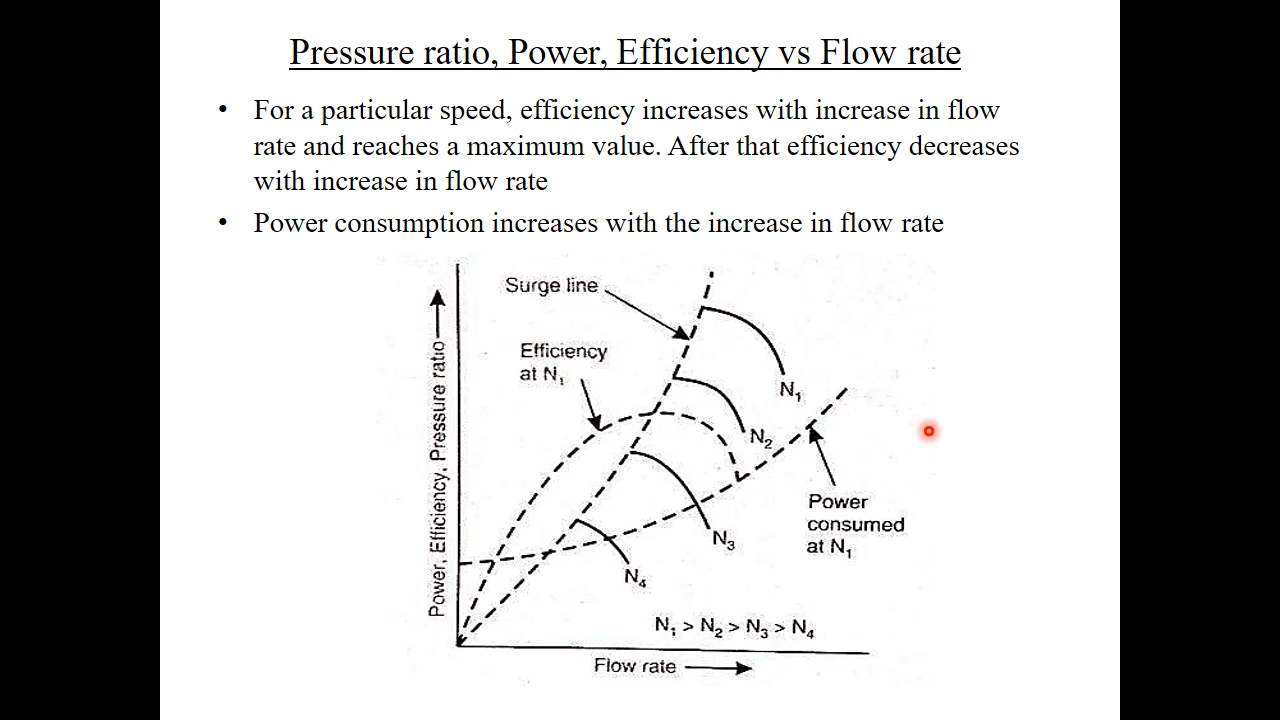 Pressure ratio, Power, Efficiency vs Flow rate
• For a particular speed, efficiency increases with increase in flow
rate and reaches a maximum value. After that efficiency decreases
with increase in flow rate
• Power consumption increases with the increase in flow rate
Surge line
Efficiency
at N₁
N₁
N₂
Power
consumed
at N₁
N₃
N₄
N₁ > N₂ > N₃ > N₄
Power, Efficiency, Pressure ratio
Flow rate